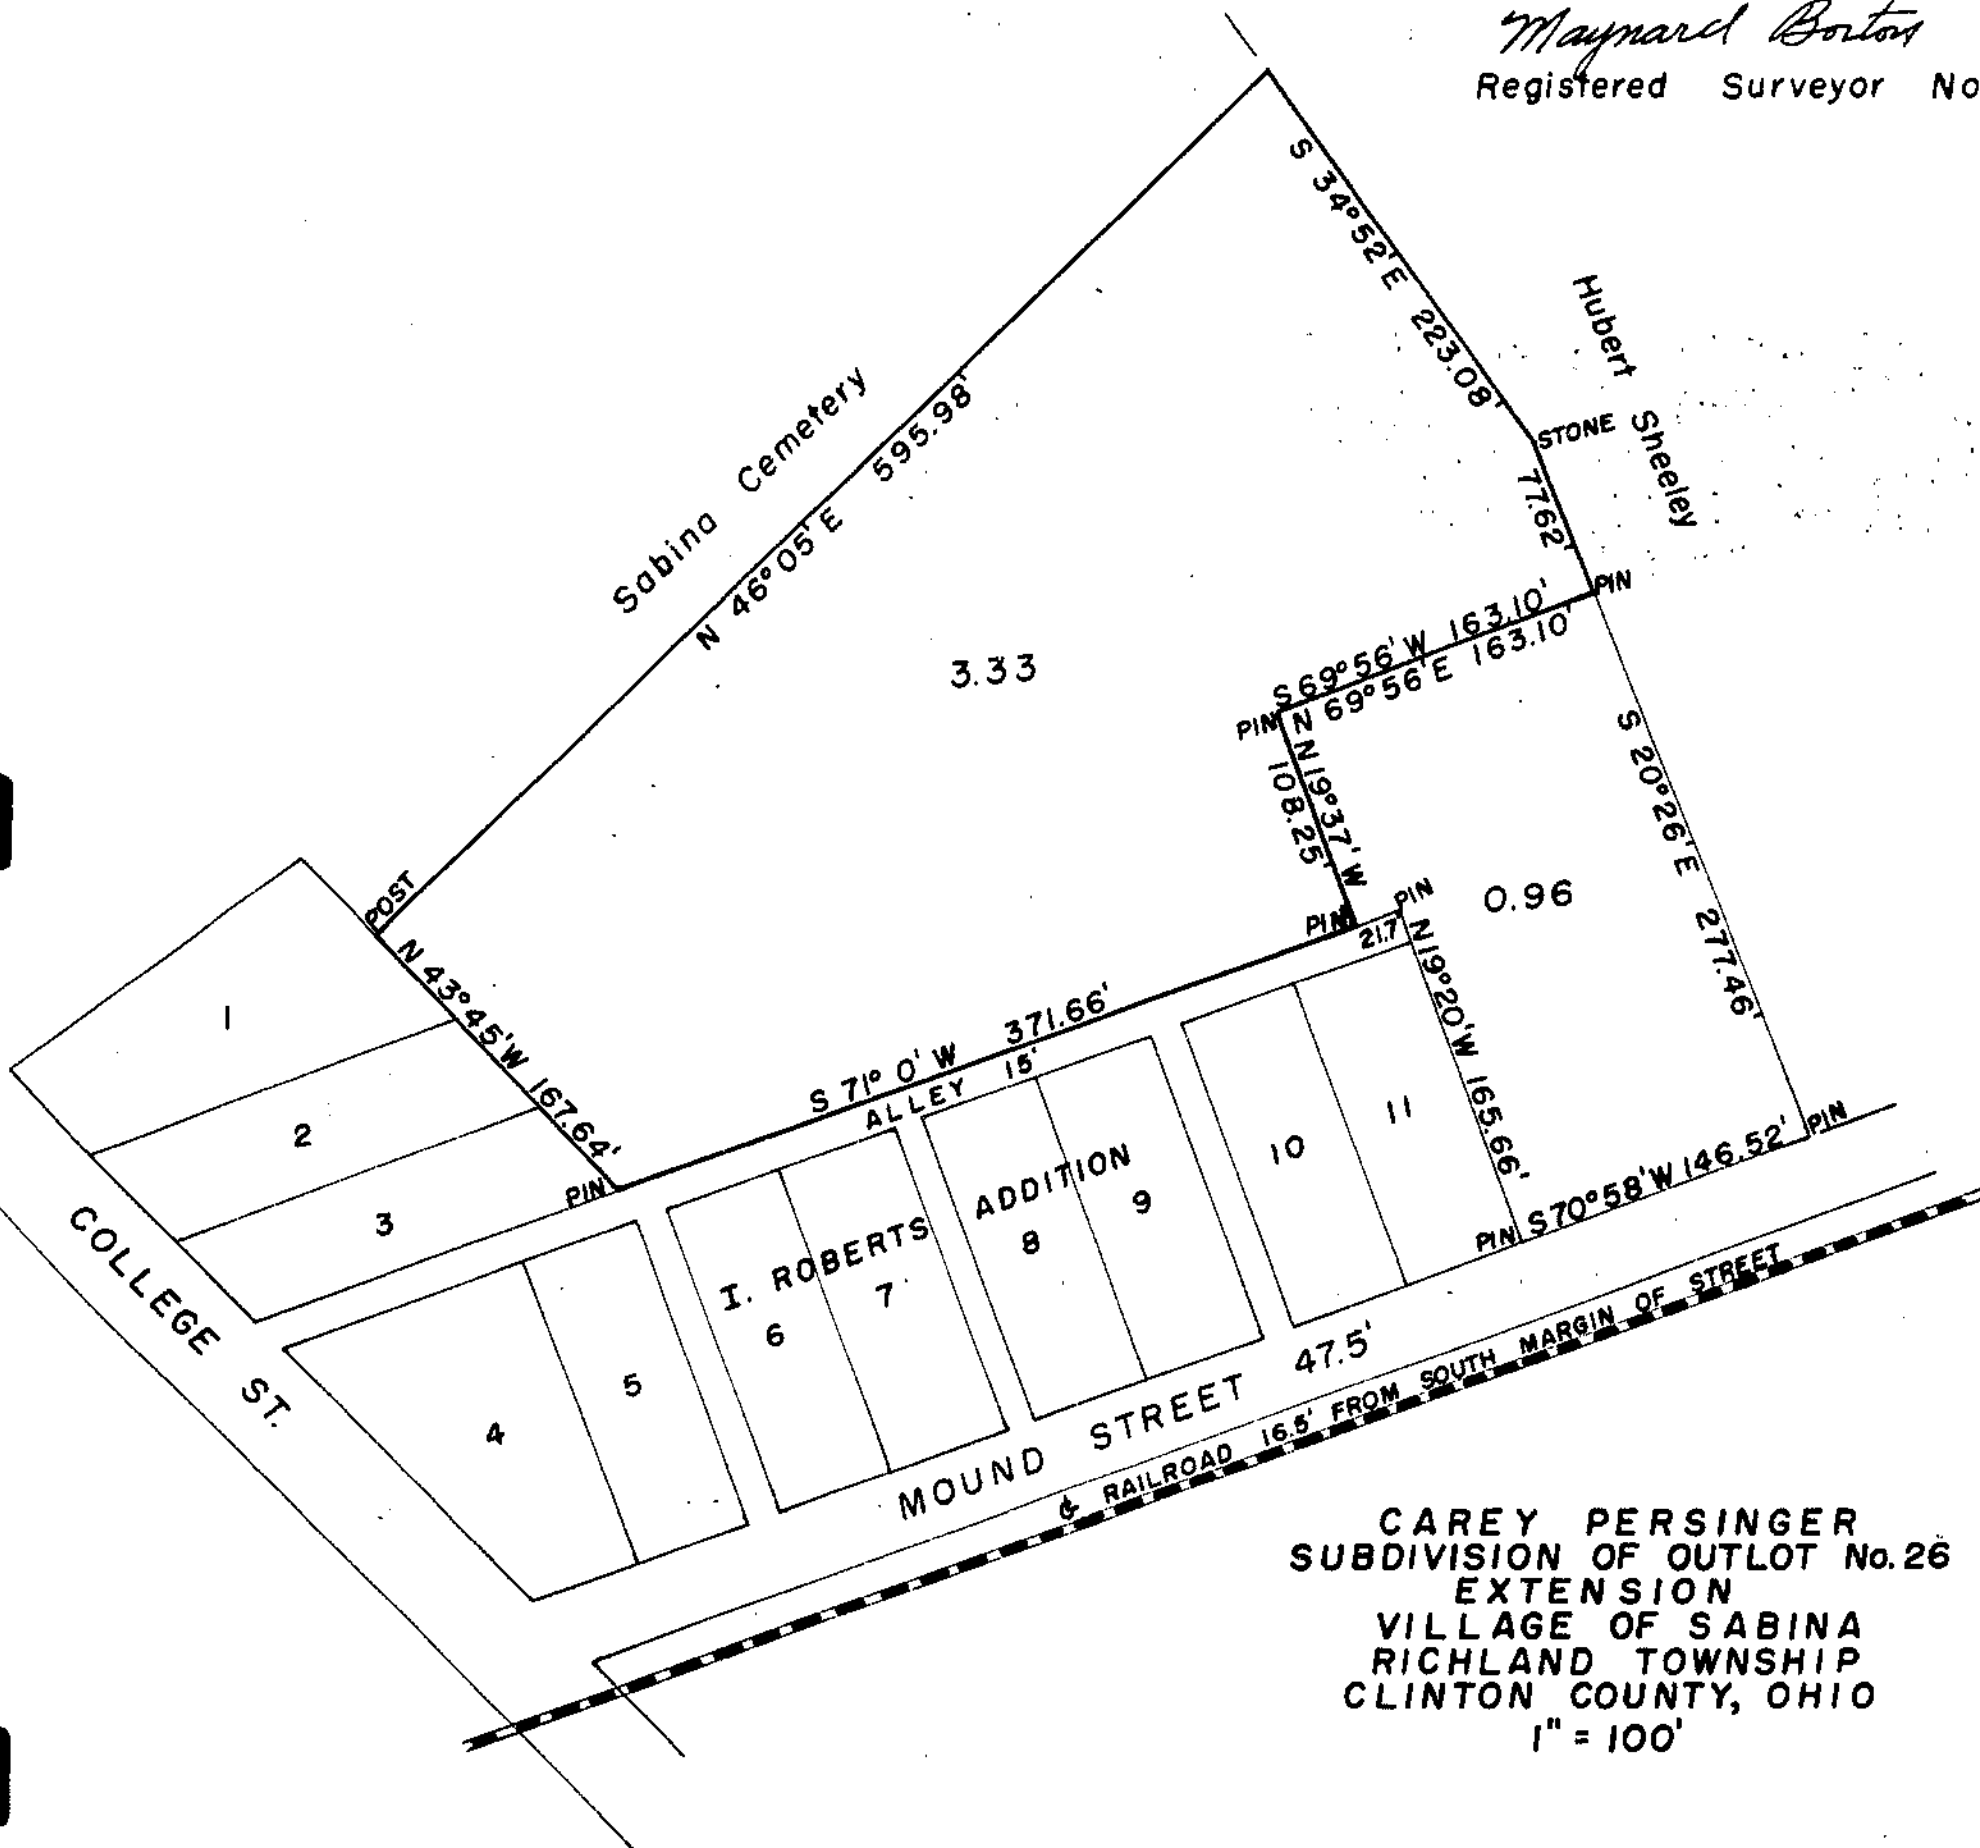 Maynard Borton
Registered Surveyor No
S 34°52'E 223.08'
Hubert Sheeley
STONE
77.62'
PIN
Sabina Cemetery
N 46°05'E 595.98'
3.33
S 69°56'W 163.10'
N 69°56'E 163.10'
PIN
N 19°37'W
108.25'
S 20°26'E 277.46'
0.96
POST
PIN
PIN
21.7
N 43°45'W 167.64'
N 19°20'W 165.66'
S 71° 0' W 371.66'
ALLEY 15'
1
2
3
PIN
I. ROBERTS ADDITION
4
5
6
7
8
9
10
11
PIN
S 70°58'W 146.52'
PIN
COLLEGE ST.
MOUND STREET 47.5'
℄ RAILROAD 16.5' FROM SOUTH MARGIN OF STREET
CAREY PERSINGER
SUBDIVISION OF OUTLOT No. 26
EXTENSION
VILLAGE OF SABINA
RICHLAND TOWNSHIP
CLINTON COUNTY, OHIO
1" = 100'